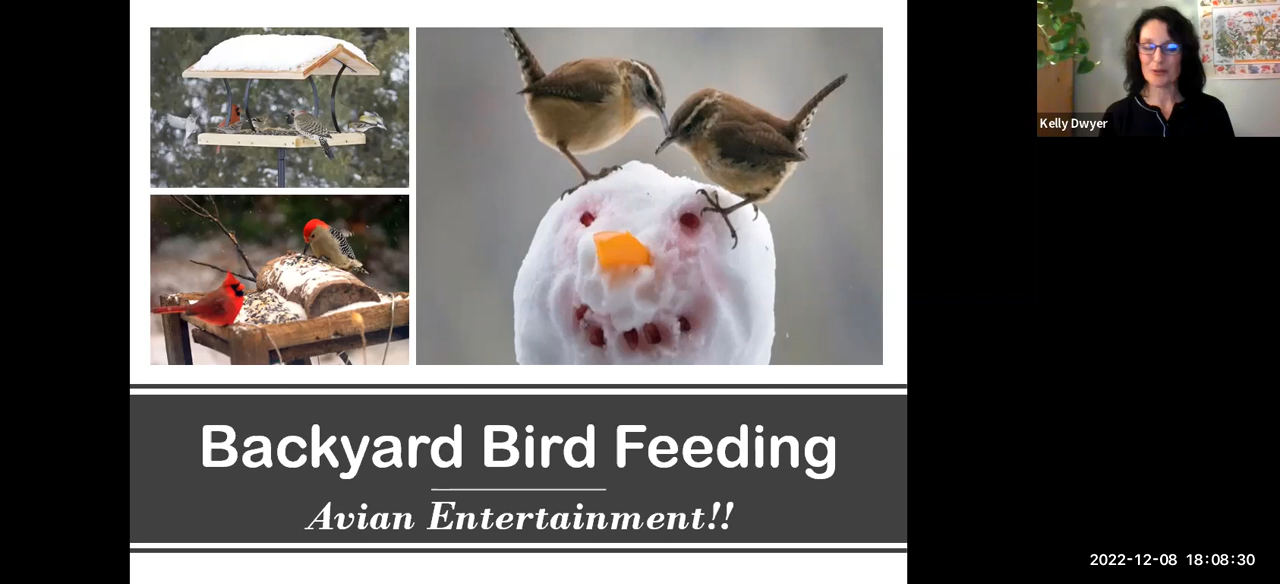 Kelly Dwyer
Backyard Bird Feeding
Avian Entertainment!!
2022-12-08 18:08:30